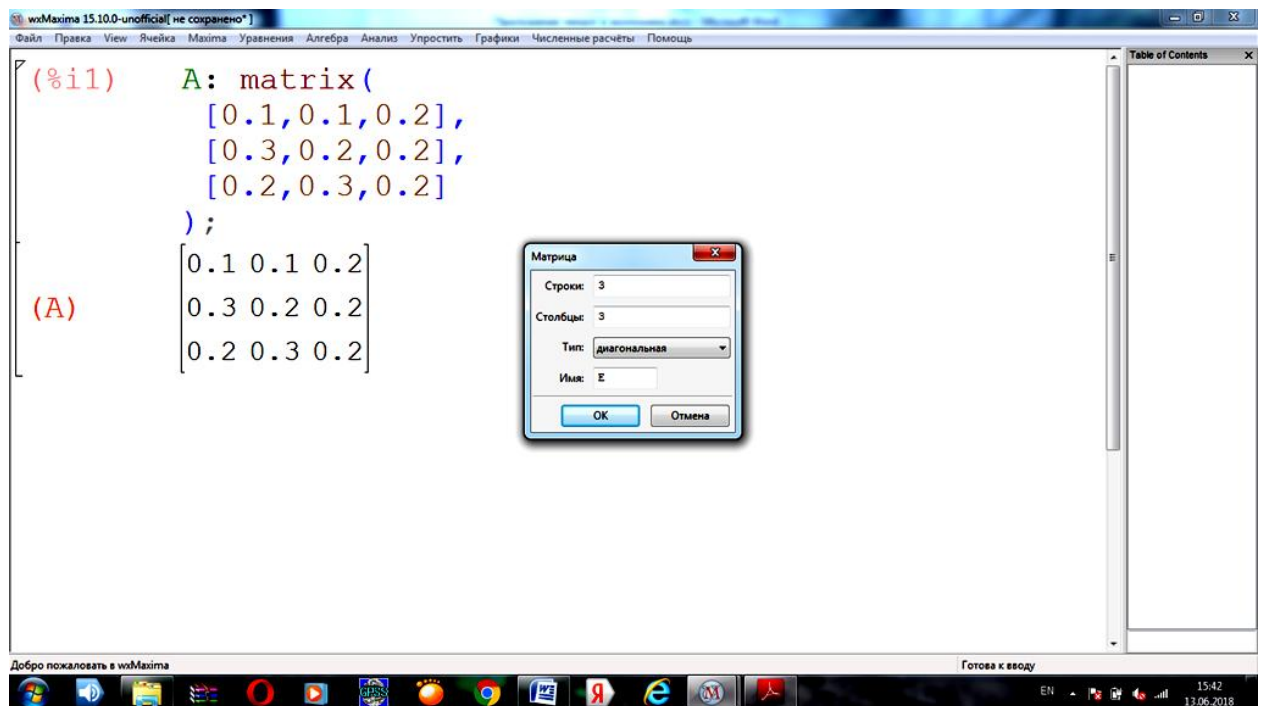 wxMaxima 15.10.0-unofficial[ не сохранено* ]
Файл Правка View Ячейка Maxima Уравнения Алгебра Анализ Упростить Графики Численные расчёты Помощь
Table of Contents
(%i1) A: matrix(
[0.1,0.1,0.2],
[0.3,0.2,0.2],
[0.2,0.3,0.2]
);
(A)
0.1 0.1 0.2
0.3 0.2 0.2
0.2 0.3 0.2
Матрица
Строки: 3
Столбцы: 3
Тип: диагональная
Имя: E
OK Отмена
Добро пожаловать в wxMaxima
Готова к вводу
GPSS
W
Я
M
EN
15:42
13.06.2018